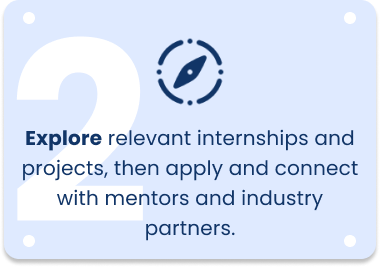 2
Explore relevant internships and
projects, then apply and connect
with mentors and industry
partners.